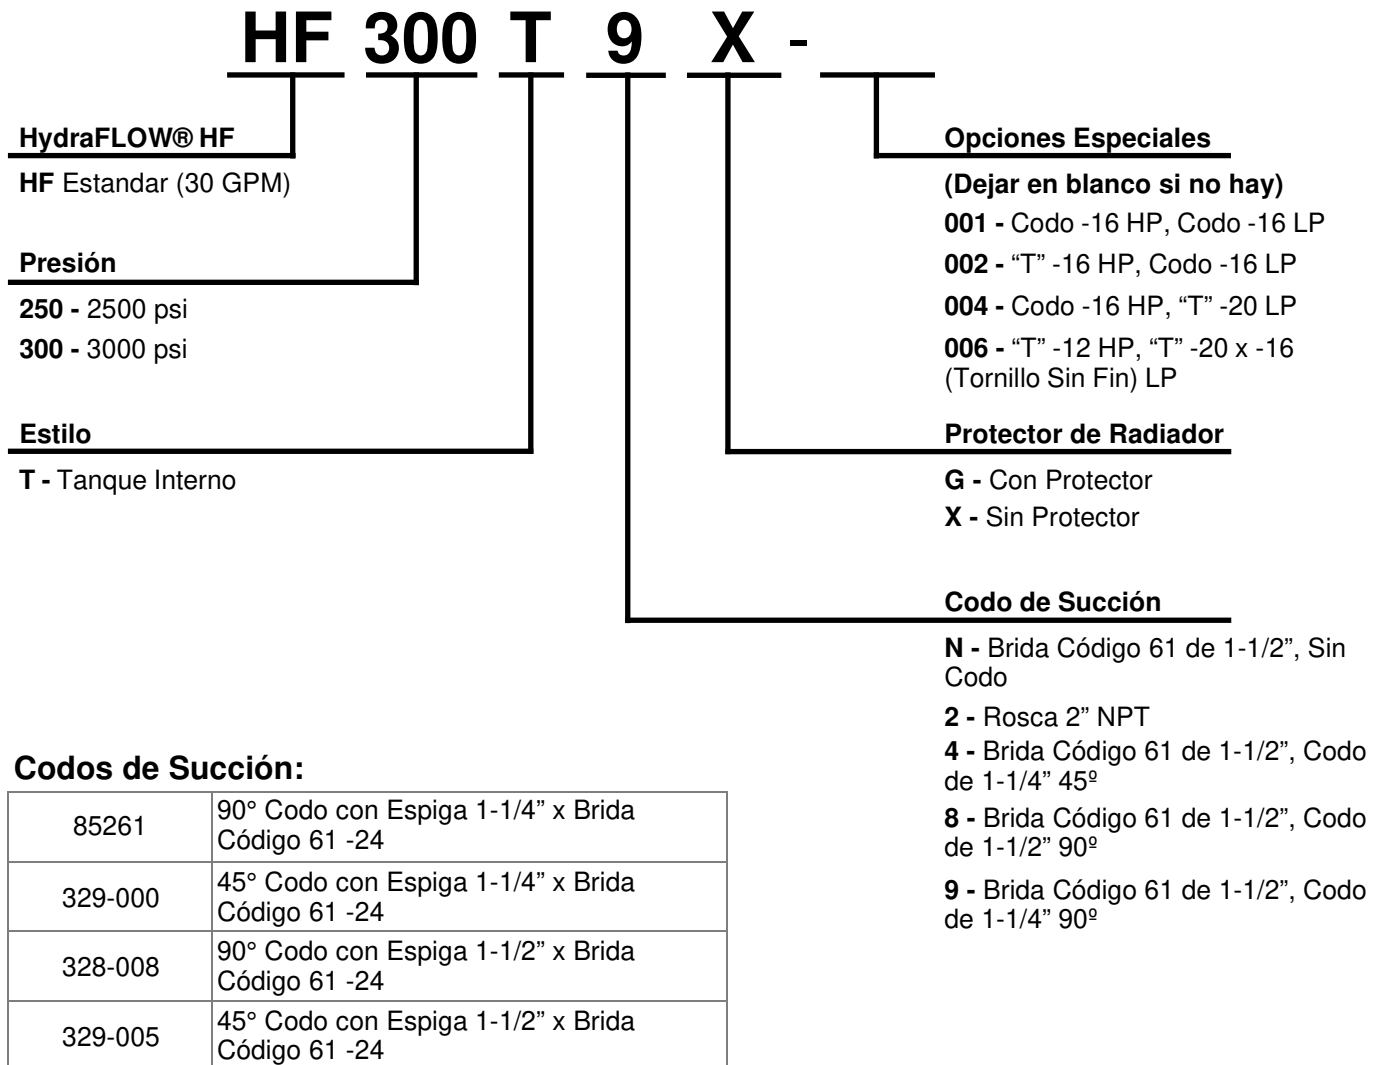 HF 300 T 9 X -
HydraFLOW® HF
HF Estandar (30 GPM)
Presión
250 - 2500 psi
300 - 3000 psi
Estilo
T - Tanque Interno
Opciones Especiales
(Dejar en blanco si no hay)
001 - Codo -16 HP, Codo -16 LP
002 - “T” -16 HP, Codo -16 LP
004 - Codo -16 HP, “T” -20 LP
006 - “T” -12 HP, “T” -20 x -16
(Tornillo Sin Fin) LP
Protector de Radiador
G - Con Protector
X - Sin Protector
Codo de Succión
N - Brida Código 61 de 1-1/2”, Sin
Codo
2 - Rosca 2” NPT
4 - Brida Código 61 de 1-1/2”, Codo
de 1-1/4” 45º
8 - Brida Código 61 de 1-1/2”, Codo
de 1-1/2” 90º
9 - Brida Código 61 de 1-1/2”, Codo
de 1-1/4” 90º
Codos de Succión:
85261
90° Codo con Espiga 1-1/4” x Brida
Código 61 -24
329-000
45° Codo con Espiga 1-1/4” x Brida
Código 61 -24
328-008
90° Codo con Espiga 1-1/2” x Brida
Código 61 -24
329-005
45° Codo con Espiga 1-1/2” x Brida
Código 61 -24